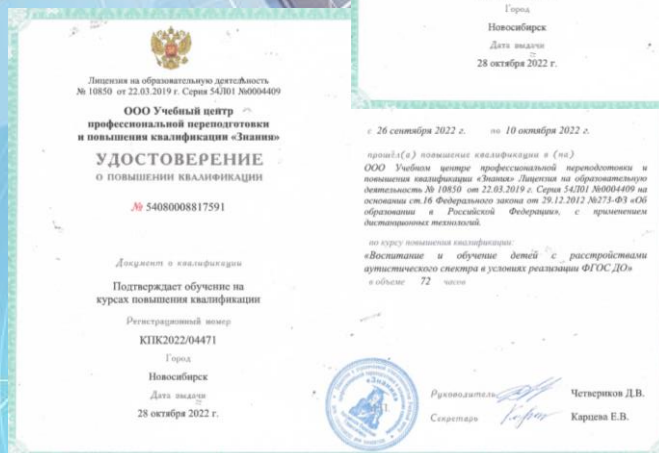 Город
Новосибирск
Дата выдачи
28 октября 2022 г.
Лицензия на образовательную деятельность
№ 10850 от 22.03.2019 г. Серия 54Л01 №0004409
ООО Учебный центр
профессиональной переподготовки
и повышения квалификации «Знания»
УДОСТОВЕРЕНИЕ
О ПОВЫШЕНИИ КВАЛИФИКАЦИИ
№ 54080008817591
Документ о квалификации
Подтверждает обучение на
курсах повышения квалификации
Регистрационный номер
КПК2022/04471
Город
Новосибирск
Дата выдачи
28 октября 2022 г.
с 26 сентября 2022 г. по 10 октября 2022 г.
прошёл(а) повышение квалификации в (на)
ООО Учебном центре профессиональной переподготовки и
повышения квалификации «Знания» Лицензия на образовательную
деятельность № 10850 от 22.03.2019 г. Серия 54Л01 №0004409 на
основании ст.16 Федерального закона от 29.12.2012 №273-ФЗ «Об
образовании в Российской Федерации», с применением
дистанционных технологий.
по курсу повышения квалификации:
«Воспитание и обучение детей с расстройствами
аутистического спектра в условиях реализации ФГОС ДО»
в объеме 72 часов
«Знания»
М.П.
Руководитель Четвериков Д.В.
Секретарь Карцева Е.В.